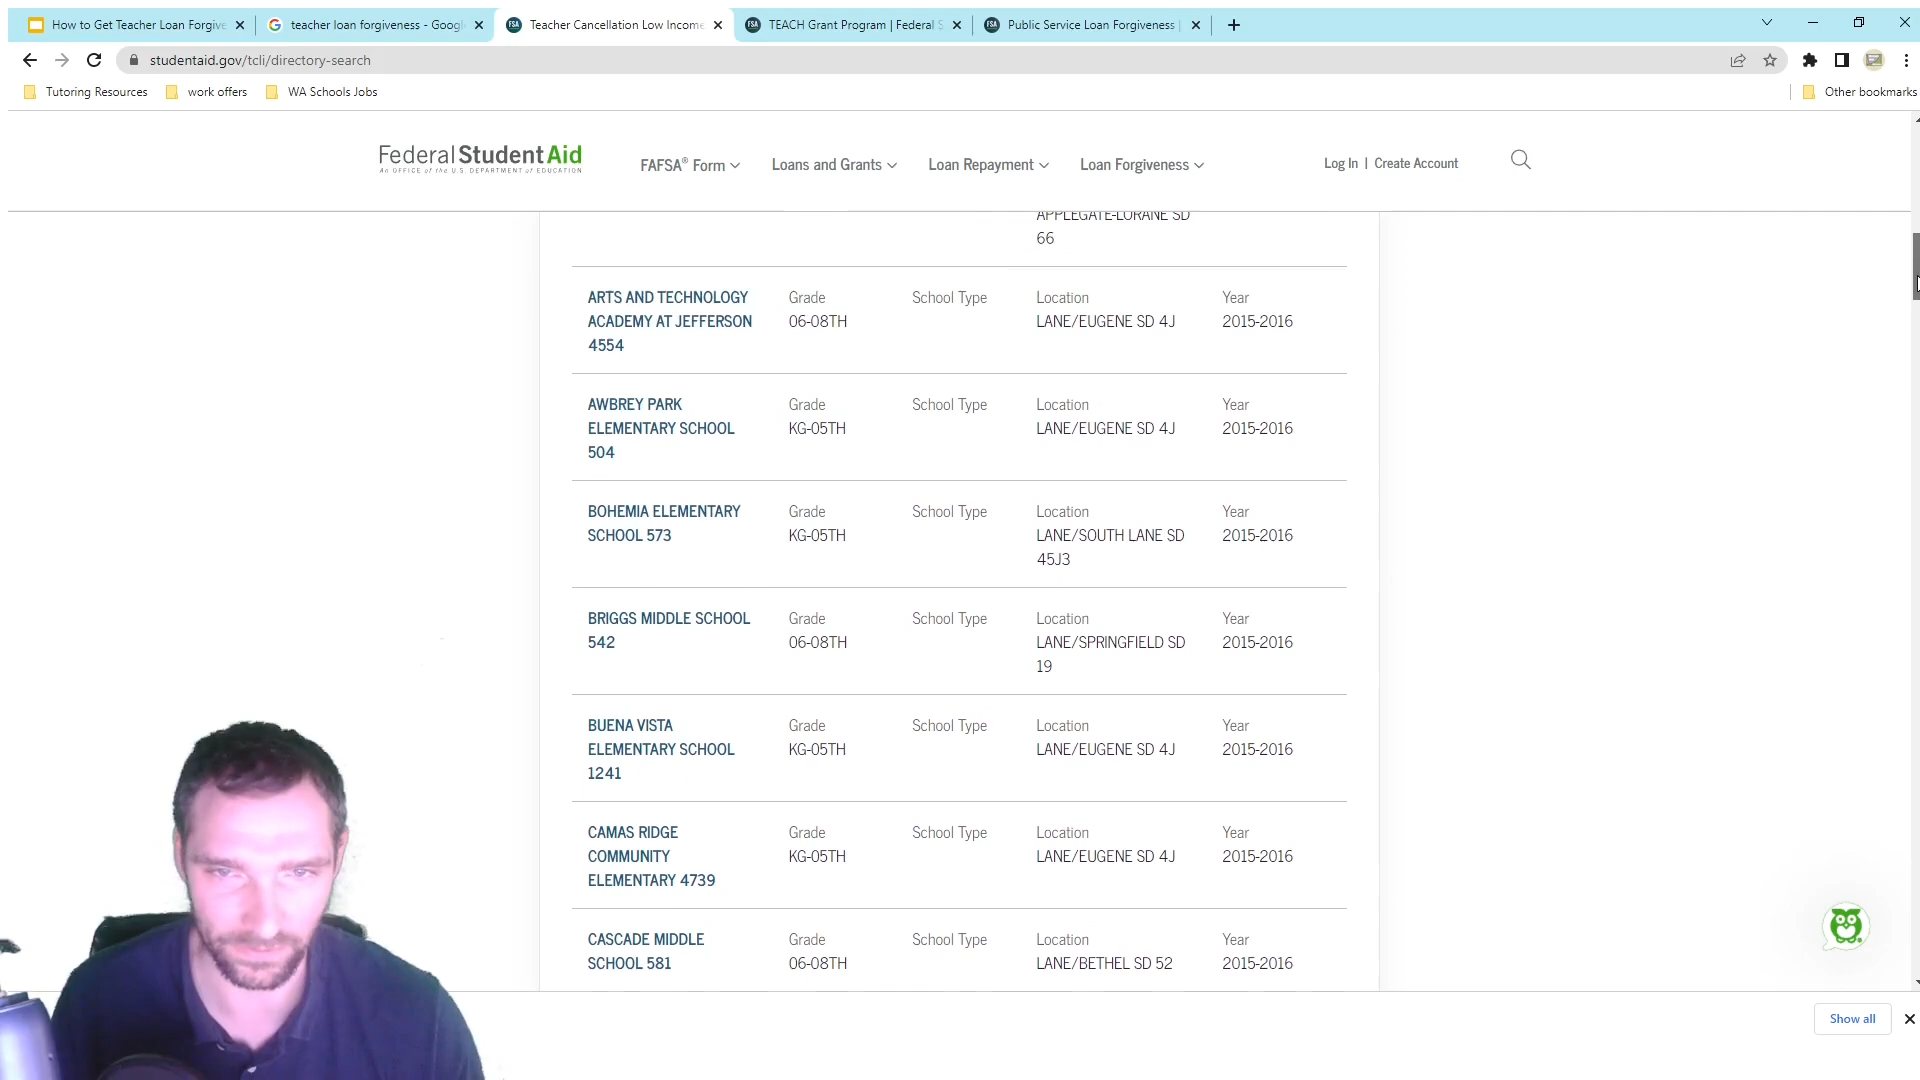 How to Get Teacher Loan Forgive
teacher loan forgiveness - Googl
Teacher Cancellation Low Income
TEACH Grant Program | Federal S
Public Service Loan Forgiveness |
studentaid.gov/tcli/directory-search
Tutoring Resources
work offers
WA Schools Jobs
Other bookmarks
Federal StudentAid
An OFFICE of the U.S. DEPARTMENT of EDUCATION
FAFSA® Form
Loans and Grants
Loan Repayment
Loan Forgiveness
Log In | Create Account
APPLEGATE-LORANE SD
66
ARTS AND TECHNOLOGY
ACADEMY AT JEFFERSON
4554
Grade
06-08TH
School Type
Location
LANE/EUGENE SD 4J
Year
2015-2016
AWBREY PARK
ELEMENTARY SCHOOL
504
Grade
KG-05TH
School Type
Location
LANE/EUGENE SD 4J
Year
2015-2016
BOHEMIA ELEMENTARY
SCHOOL 573
Grade
KG-05TH
School Type
Location
LANE/SOUTH LANE SD
45J3
Year
2015-2016
BRIGGS MIDDLE SCHOOL
542
Grade
06-08TH
School Type
Location
LANE/SPRINGFIELD SD
19
Year
2015-2016
BUENA VISTA
ELEMENTARY SCHOOL
1241
Grade
KG-05TH
School Type
Location
LANE/EUGENE SD 4J
Year
2015-2016
CAMAS RIDGE
COMMUNITY
ELEMENTARY 4739
Grade
KG-05TH
School Type
Location
LANE/EUGENE SD 4J
Year
2015-2016
CASCADE MIDDLE
SCHOOL 581
Grade
06-08TH
School Type
Location
LANE/BETHEL SD 52
Year
2015-2016
Show all